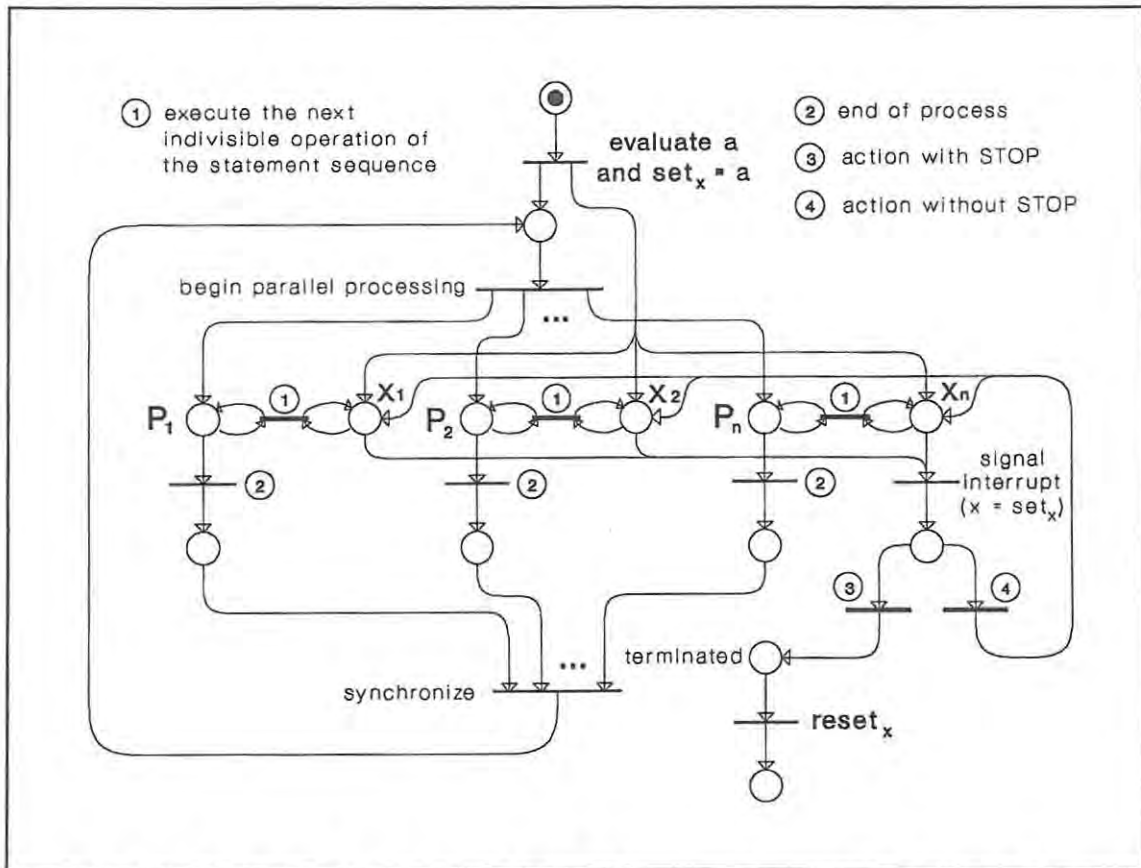 ① execute the next
indivisible operation of
the statement sequence
evaluate a
and setₓ = a
② end of process
③ action with STOP
④ action without STOP
begin parallel processing
...
P₁
①
X₁
P₂
①
X₂
Pₙ
①
Xₙ
②
②
②
signal
interrupt
(x = setₓ)
③
④
terminated
...
synchronize
resetₓ